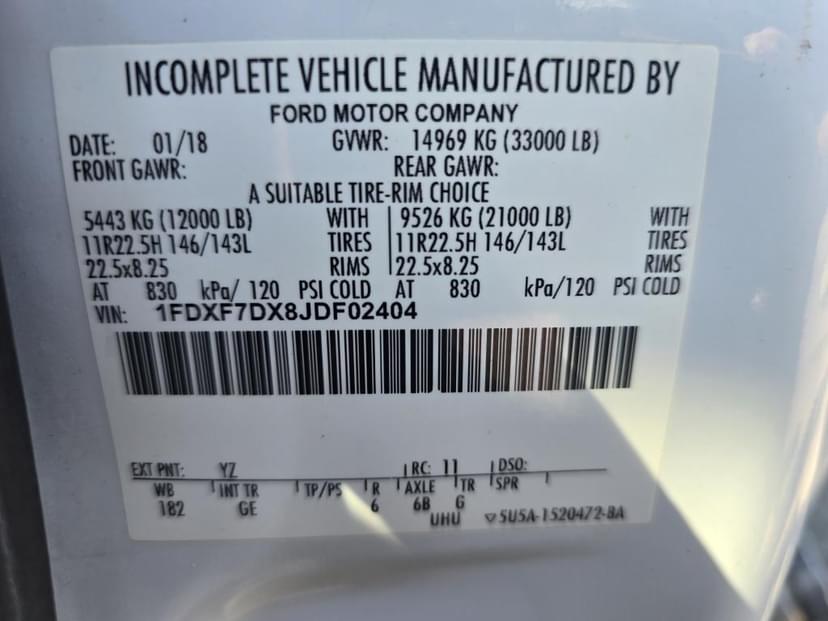 INCOMPLETE VEHICLE MANUFACTURED BY
FORD MOTOR COMPANY
DATE: 01/18 GVWR: 14969 KG (33000 LB)
FRONT GAWR: REAR GAWR:
A SUITABLE TIRE-RIM CHOICE
5443 KG (12000 LB) WITH 9526 KG (21000 LB) WITH
11R22.5H 146/143L TIRES 11R22.5H 146/143L TIRES
22.5x8.25 RIMS 22.5x8.25 RIMS
AT 830 kPa/ 120 PSI COLD AT 830 kPa/120 PSI COLD
VIN: 1FDXF7DX8JDF02404
EXT PNT: YZ RC: 11 DSO:
WB INT TR TP/PS R AXLE TR SPR
182 GE 6 6B G
UHU ▽5U5A-1520472-BA